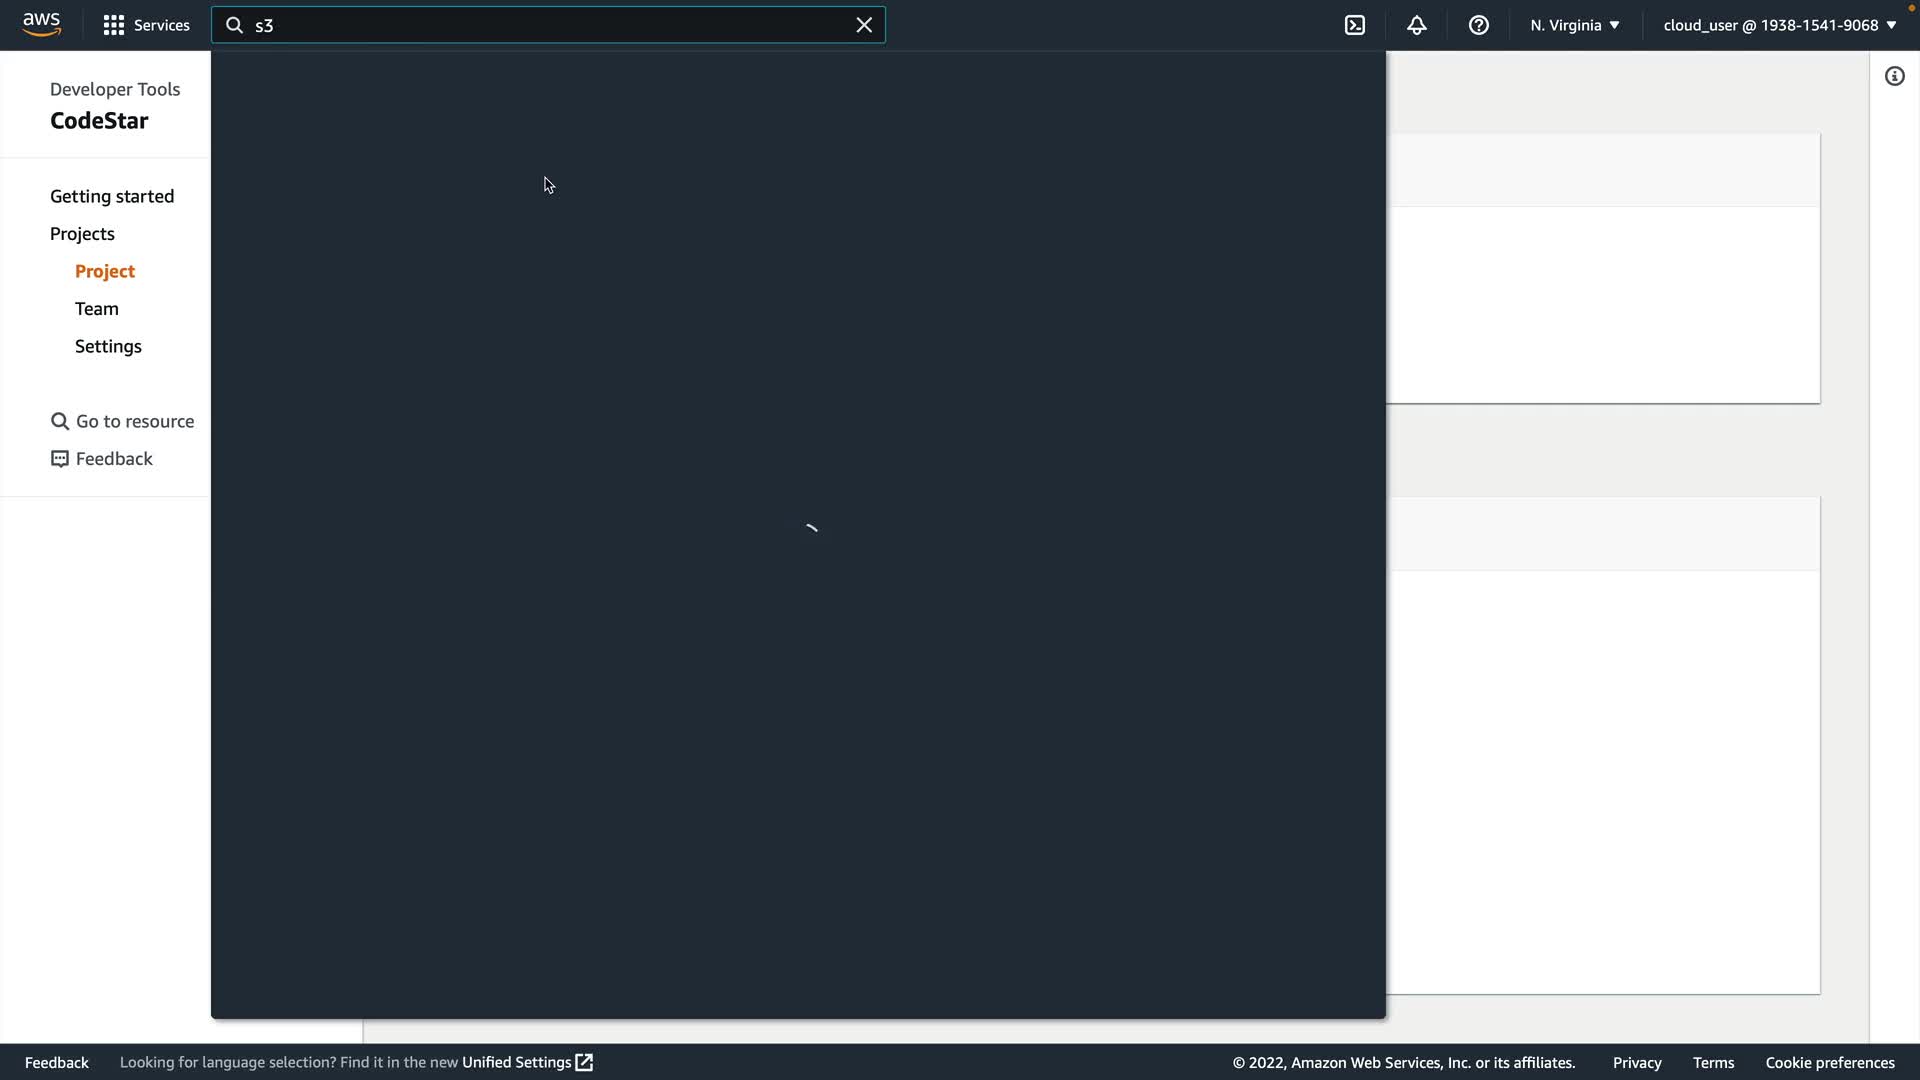 aws
Services
s3
N. Virginia
cloud_user @ 1938-1541-9068
Developer Tools
CodeStar
Getting started
Projects
Project
Team
Settings
Go to resource
Feedback
Feedback
Looking for language selection? Find it in the new Unified Settings
© 2022, Amazon Web Services, Inc. or its affiliates.
Privacy
Terms
Cookie preferences